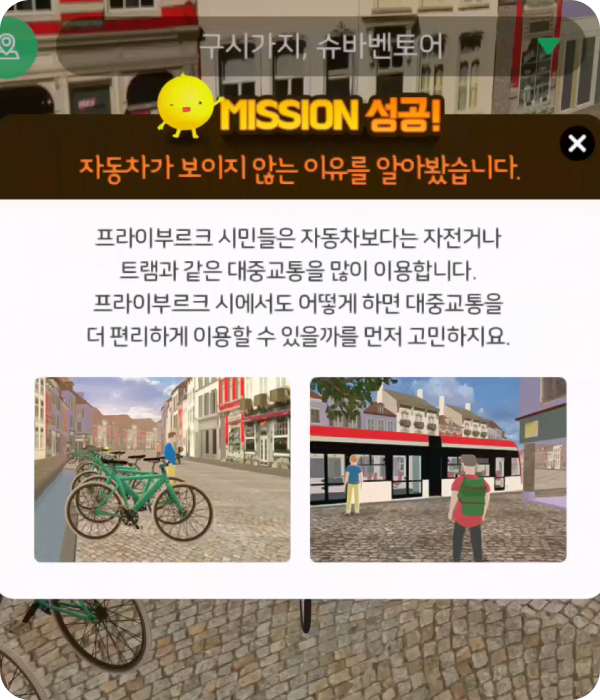 구시가지, 슈바벤토어
MISSION 성공!
자동차가 보이지 않는 이유를 알아봤습니다.
프라이부르크 시민들은 자동차보다는 자전거나
트램과 같은 대중교통을 많이 이용합니다.
프라이부르크 시에서도 어떻게 하면 대중교통을
더 편리하게 이용할 수 있을까를 먼저 고민하지요.